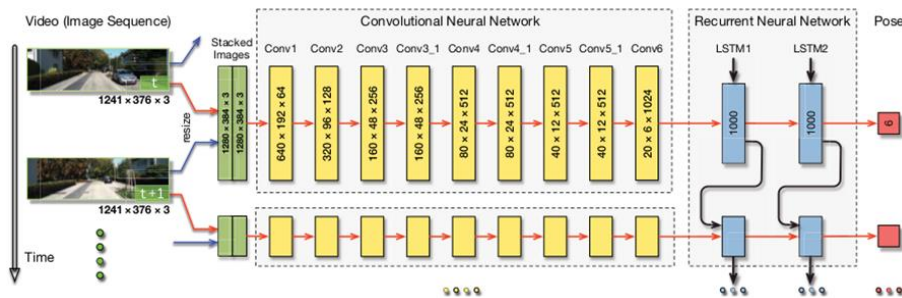 Video (Image Sequence)
Convolutional Neural Network
Recurrent Neural Network
Pose
Stacked
Images
Conv1
Conv2
Conv3
Conv3_1
Conv4
Conv4_1
Conv5
Conv5_1
Conv6
LSTM1
LSTM2
t
1241×376×3
resize
1280×384×3
1280×384×3
640×192×64
320×96×128
160×48×256
160×48×256
80×24×512
80×24×512
40×12×512
40×12×512
20×6×1024
1000
1000
6
t+1
1241×376×3
Time